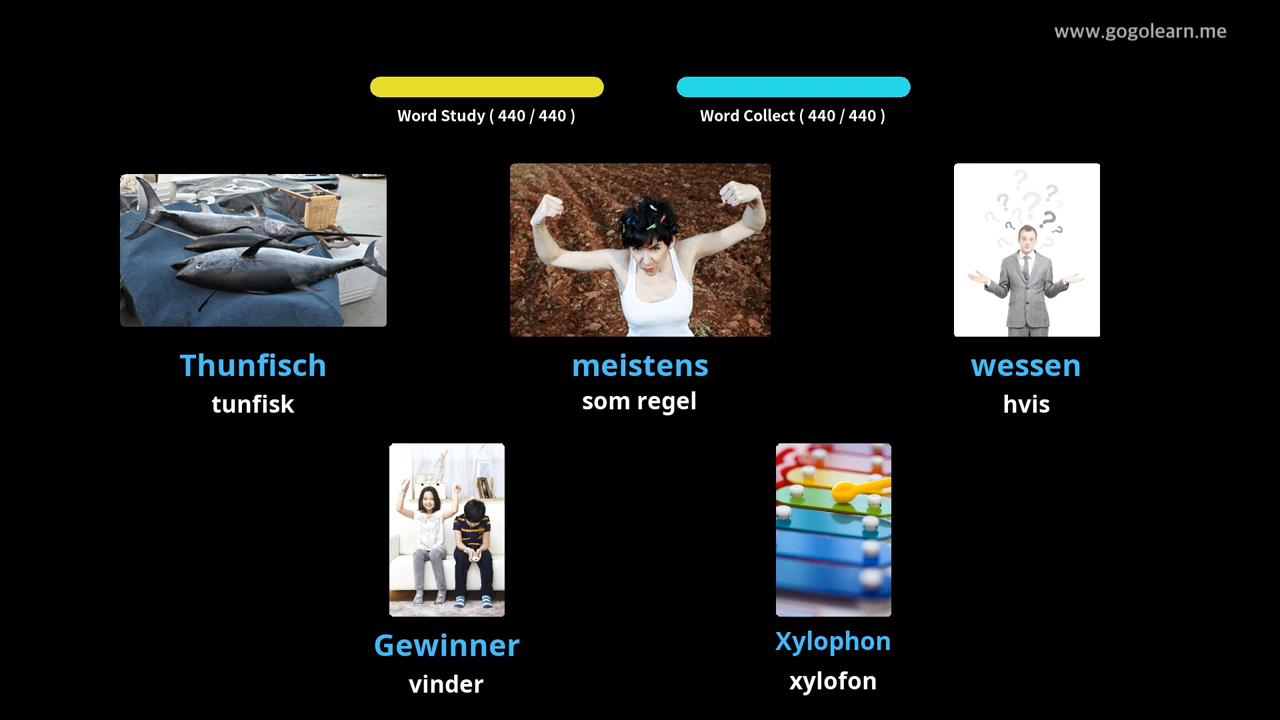 www.gogolearn.me
Word Study ( 440 / 440 )
Word Collect ( 440 / 440 )
Thunfisch
tunfisk
meistens
som regel
wessen
hvis
Gewinner
vinder
Xylophon
xylofon